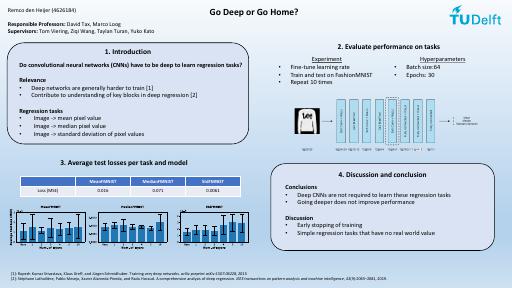 Remco den Heijer (4626184)
Go Deep or Go Home?
TUDelft
Responsible Professors: David Tax, Marco Loog
Supervisors: Tom Viering, Ziqi Wang, Taylan Turan, Yuko Kato
1. Introduction
Do convolutional neural networks (CNNs) have to be deep to learn regression tasks?
Relevance
• Deep networks are generally harder to train [1]
• Contribute to understanding of key blocks in deep regression [2]
Regression tasks
• Image -> mean pixel value
• Image -> median pixel value
• Image -> standard deviation of pixel values
2. Evaluate performance on tasks
Experiment
• Fine-tune learning rate
• Train and test on FashionMNIST
• Repeat 10 times
Hyperparameters
• Batch size:64
• Epochs: 30
3. Average test losses per task and model
MeanFMNIST MedianFMNIST StdFMNIST
Loss (MSE) 0.016 0.071 0.0061
4. Discussion and conclusion
Conclusions
• Deep CNNs are not required to learn these regression tasks
• Going deeper does not improve performance
Discussion
• Early stopping of training
• Simple regression tasks that have no real world value
[1]: Rupesh Kumar Srivastava, Klaus Greff, and Jürgen Schmidhuber. Training very deep networks. arXiv preprint arXiv:1507.06228, 2015
[2]: Stéphane Lathuilière, Pablo Mesejo, Xavier Alameda-Pineda, and Radu Horaud. A comprehensive analysis of deep regression. IEEE transactions on pattern analysis and machine intelligence, 42(9):2065–2081, 2019.